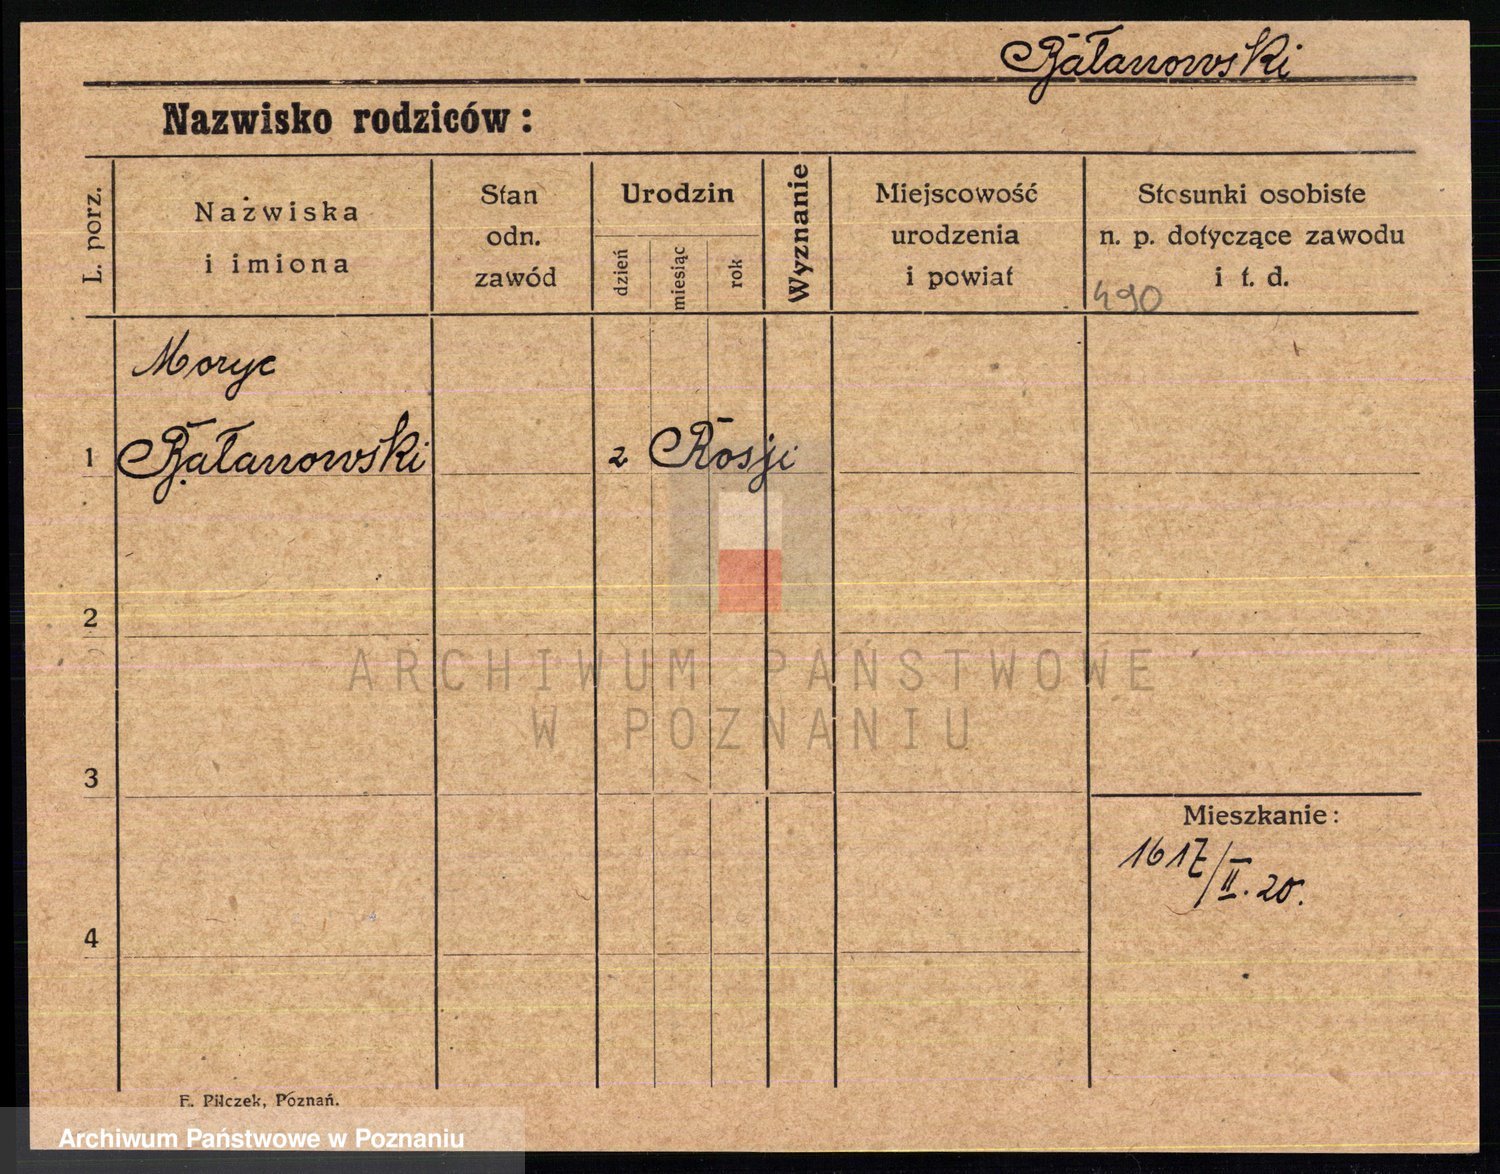 Bałanowski
Nazwisko rodziców:
L. porz.
Nazwiska
i imiona
Stan
odn.
zawód
Urodzin
dzień
miesiąc
rok
Wyznanie
Miejscowość
urodzenia
i powiat
Stosunki osobiste
n. p. dotyczące zawodu
i t. d.
490
Moryc
1 Bałanowski z Rosji
2
ARCHIWUM PAŃSTWOWE
W POZNANIU
3
Mieszkanie:
1617/II. 20.
4
F. Pilczek, Poznań.
Archiwum Państwowe w Poznaniu